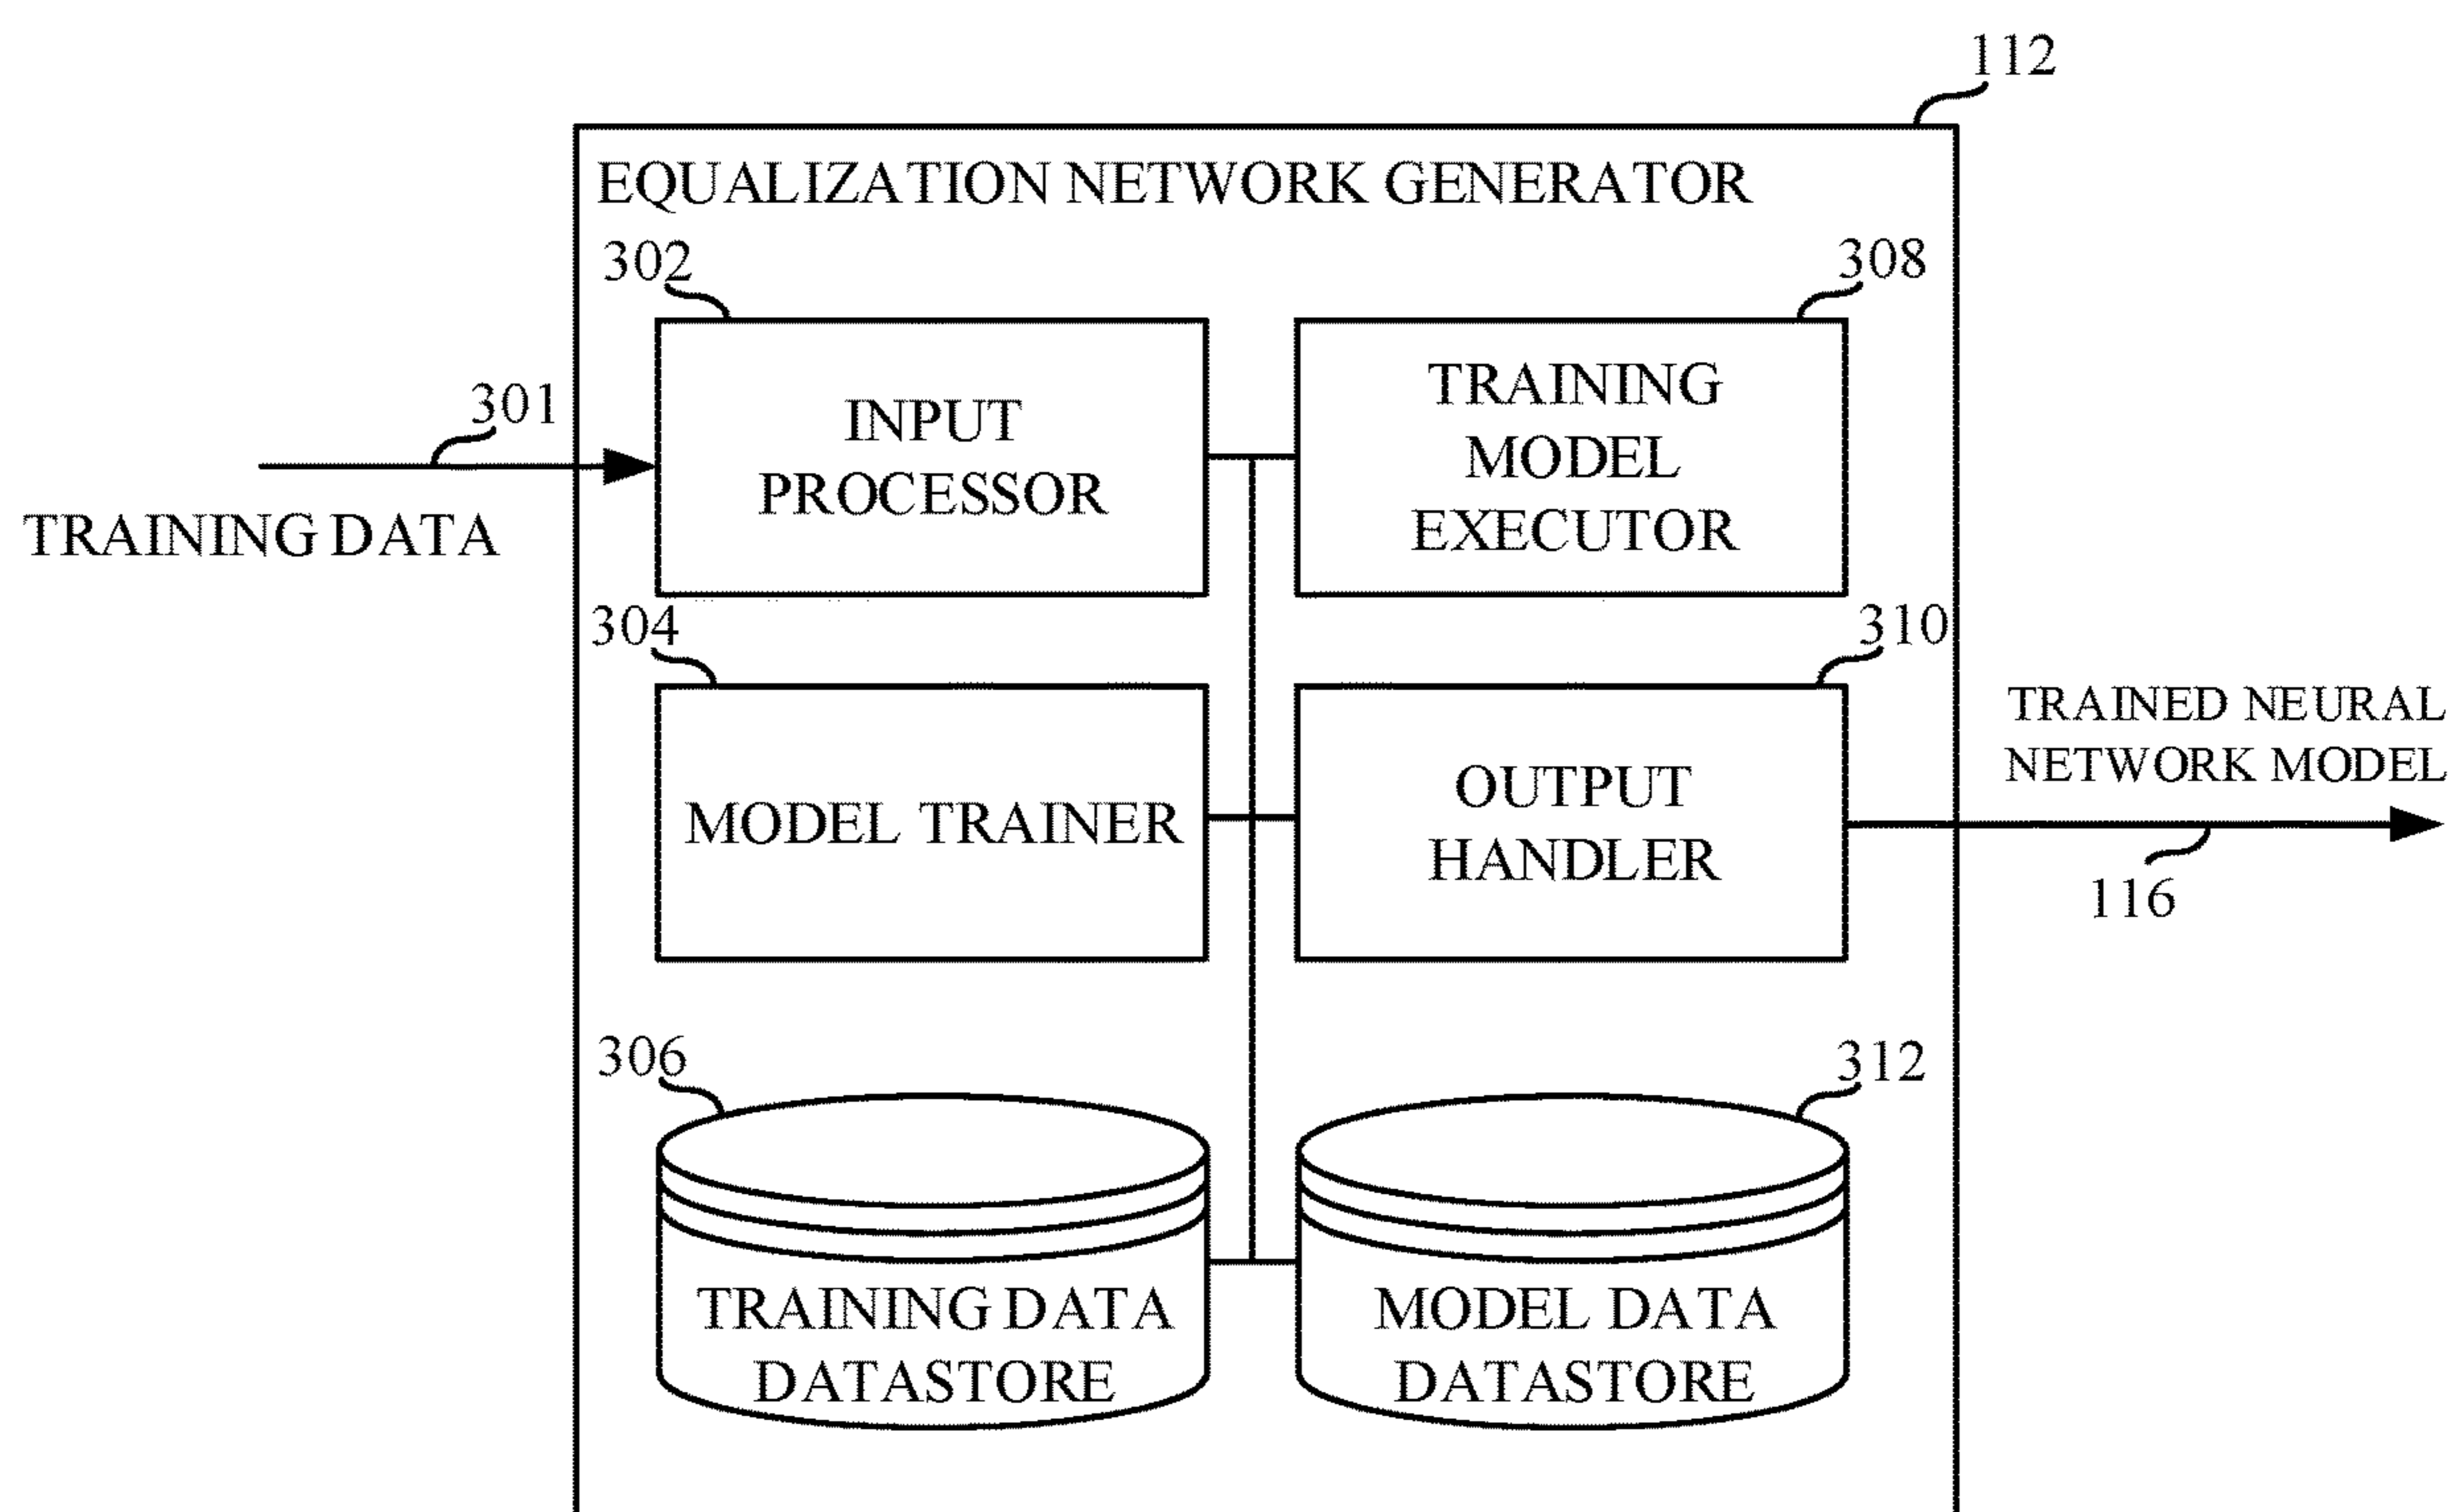 112
EQUALIZATION NETWORK GENERATOR
302
308
301
INPUT
PROCESSOR
TRAINING
MODEL
EXECUTOR
TRAINING DATA
304
310
MODEL TRAINER
OUTPUT
HANDLER
TRAINED NEURAL
NETWORK MODEL
116
306
312
TRAINING DATA
DATASTORE
MODEL DATA
DATASTORE